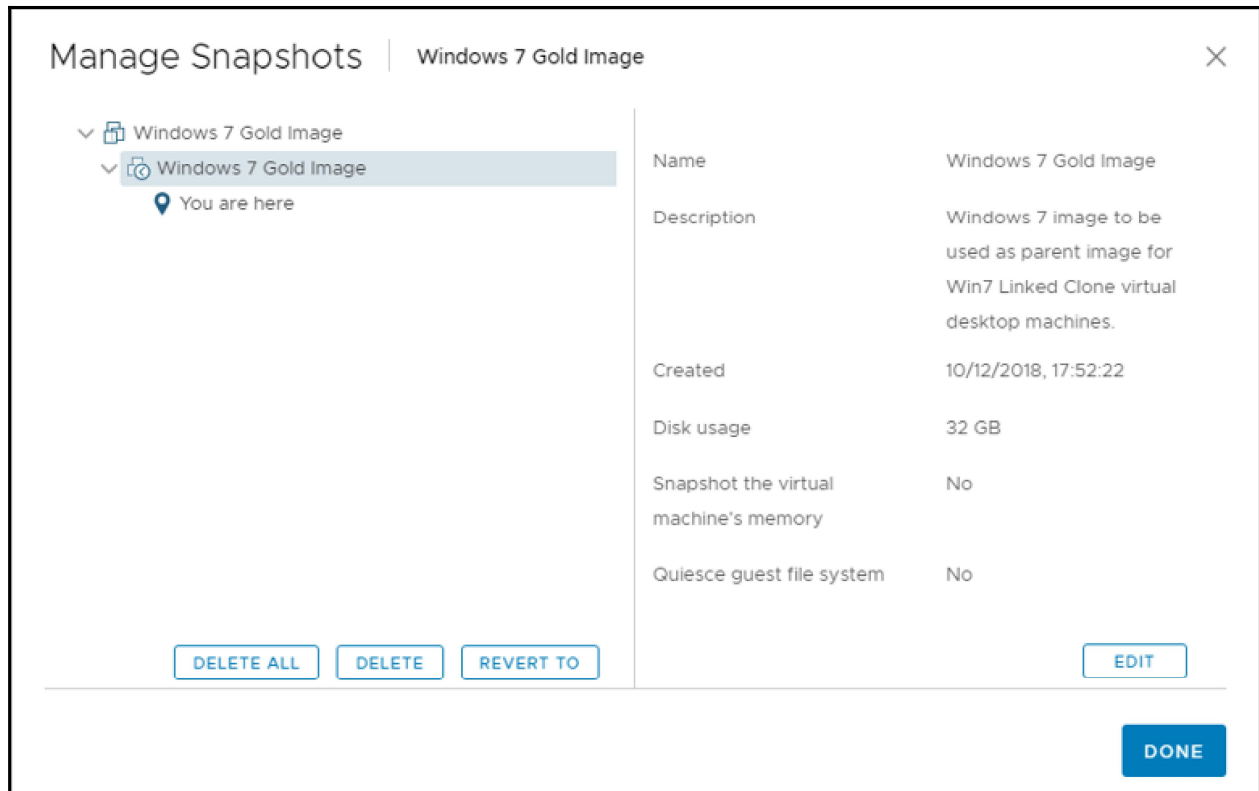 Manage Snapshots
Windows 7 Gold Image
Windows 7 Gold Image
Windows 7 Gold Image
You are here
Name
Windows 7 Gold Image
Description
Windows 7 image to be
used as parent image for
Win7 Linked Clone virtual
desktop machines.
Created
10/12/2018, 17:52:22
Disk usage
32 GB
Snapshot the virtual
machine's memory
No
Quiesce guest file system
No
DELETE ALL
DELETE
REVERT TO
EDIT
DONE